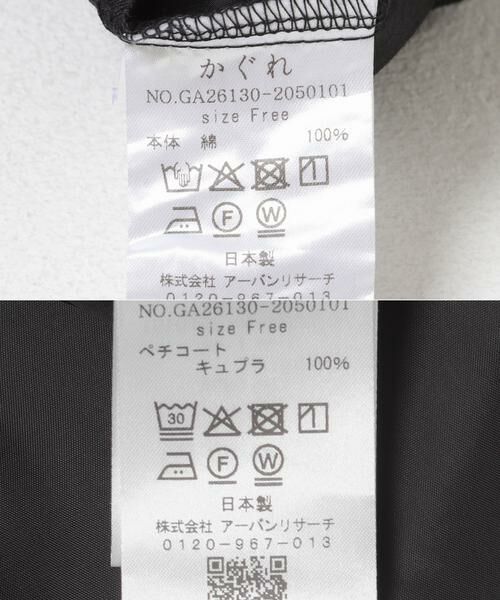 かぐれ
NO.GA26130-2050101
size Free
本体 綿 100%
F W
日本製
株式会社 アーバンリサーチ
0120-967-013
NO.GA26130-2050101
size Free
ペチコート
キュプラ 100%
30
F W
日本製
株式会社 アーバンリサーチ
0120-967-013